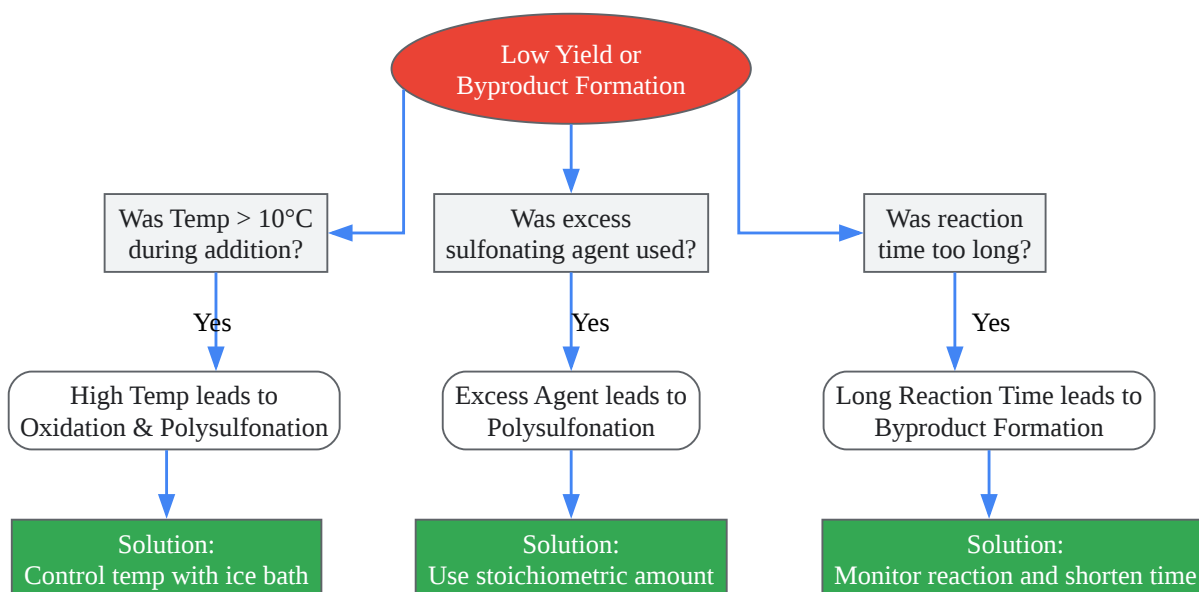 Low Yield or
Byproduct Formation
Was Temp > 10°C
during addition?
Was excess
sulfonating agent used?
Was reaction
time too long?
Yes
Yes
Yes
High Temp leads to
Oxidation & Polysulfonation
Excess Agent leads to
Polysulfonation
Long Reaction Time leads to
Byproduct Formation
Solution:
Control temp with ice bath
Solution:
Use stoichiometric amount
Solution:
Monitor reaction and shorten time